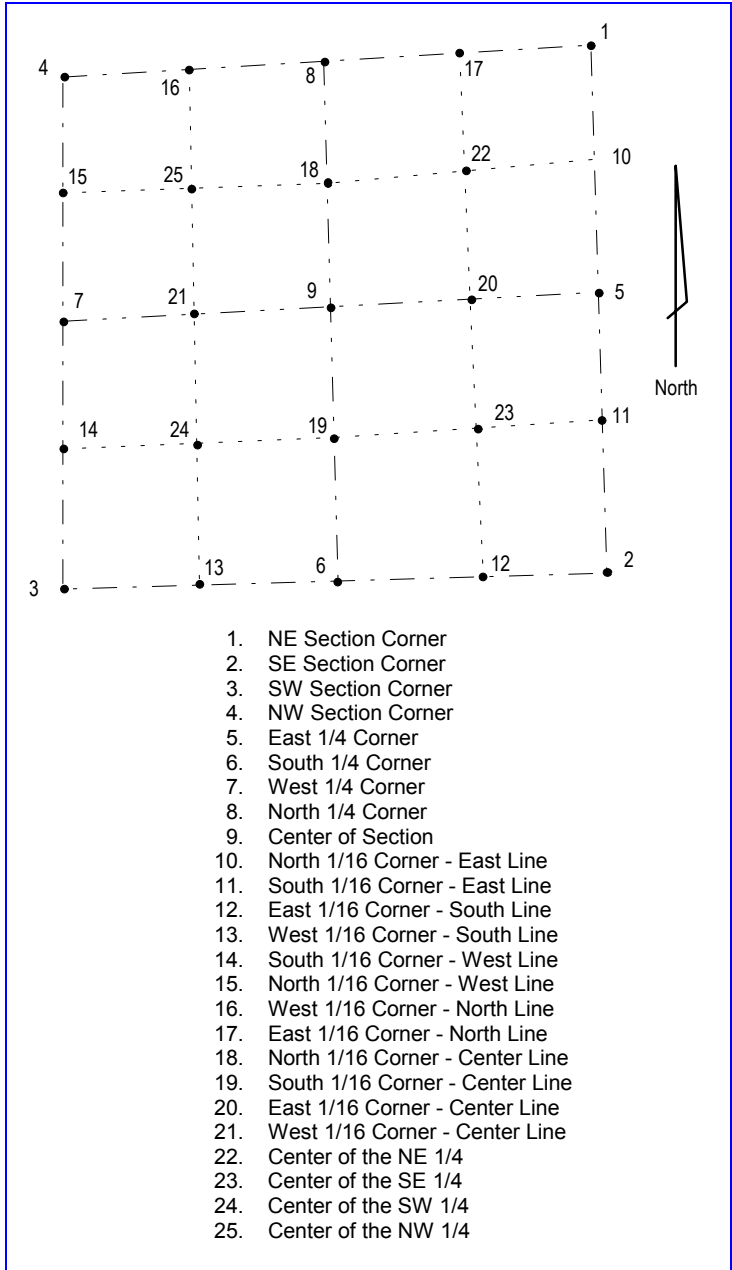 1
4
16
8
17
15
25
18
22
10
7
21
9
20
5
North
14
24
19
23
11
3
13
6
12
2
1. NE Section Corner
2. SE Section Corner
3. SW Section Corner
4. NW Section Corner
5. East 1/4 Corner
6. South 1/4 Corner
7. West 1/4 Corner
8. North 1/4 Corner
9. Center of Section
10. North 1/16 Corner - East Line
11. South 1/16 Corner - East Line
12. East 1/16 Corner - South Line
13. West 1/16 Corner - South Line
14. South 1/16 Corner - West Line
15. North 1/16 Corner - West Line
16. West 1/16 Corner - North Line
17. East 1/16 Corner - North Line
18. North 1/16 Corner - Center Line
19. South 1/16 Corner - Center Line
20. East 1/16 Corner - Center Line
21. West 1/16 Corner - Center Line
22. Center of the NE 1/4
23. Center of the SE 1/4
24. Center of the SW 1/4
25. Center of the NW 1/4